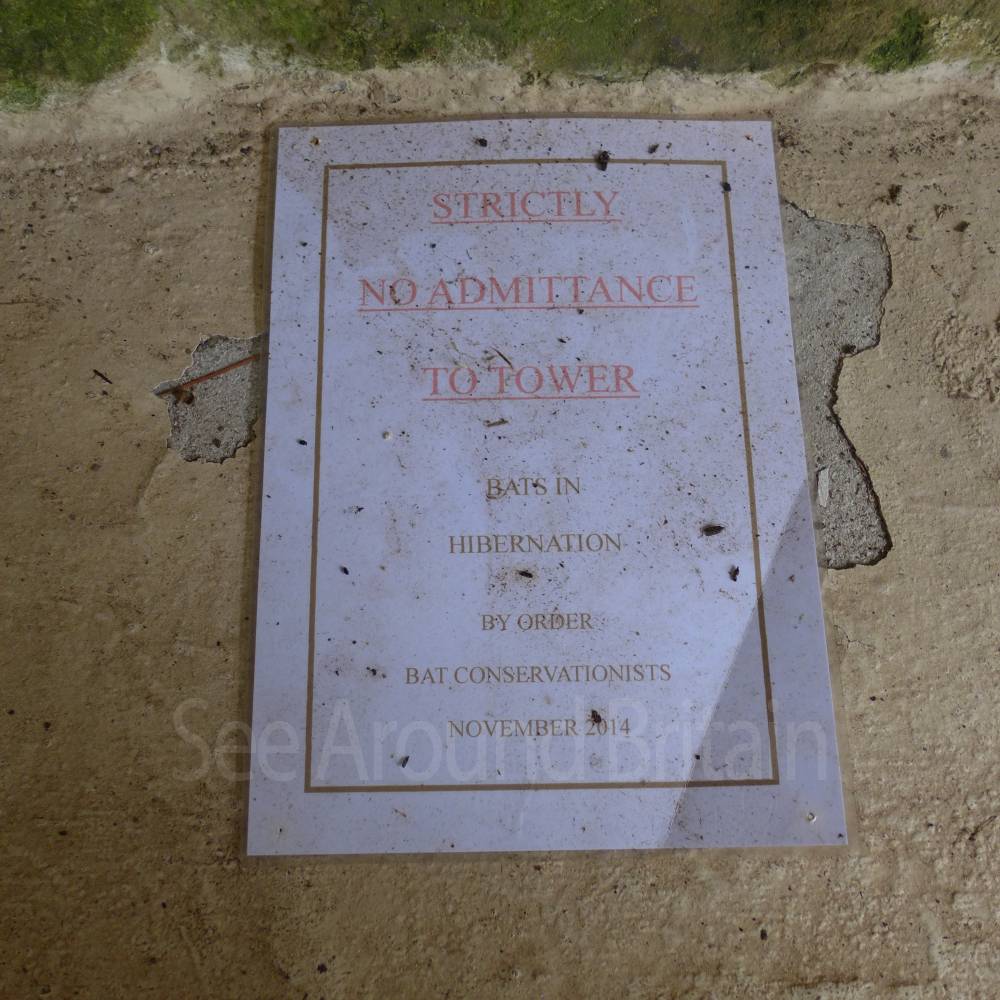 STRICTLY
NO ADMITTANCE
TO TOWER
BATS IN
HIBERNATION
BY ORDER
BAT CONSERVATIONISTS
NOVEMBER 2014
See Around Britain